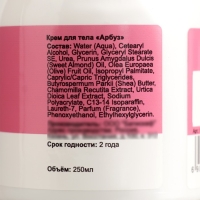 Крем для тела «Арбуз»
Состав: Water (Aqua), Cetearyl
Alcohol, Glycerin, Glyceryl Stearate
SE, Urea, Prunus Amygdalus Dulcis
(Sweet Almond) Oil, Olea Europaea
(Olive) Fruit Oil, Isopropyl Palmitate,
Caprylic/Capric Triglycerides,
Butyrospermum Parkii (Shea) Butter,
Chamomilla Recutita Extract, Urtica
Dioica Leaf Extract, Sodium
Polyacrylate, C13-14 Isoparaffin,
Laureth-7, Parfum (Fragrance),
Phenoxyethanol, Ethylhexylglycerin.
Срок годности: 2 года
Объём: 250мл